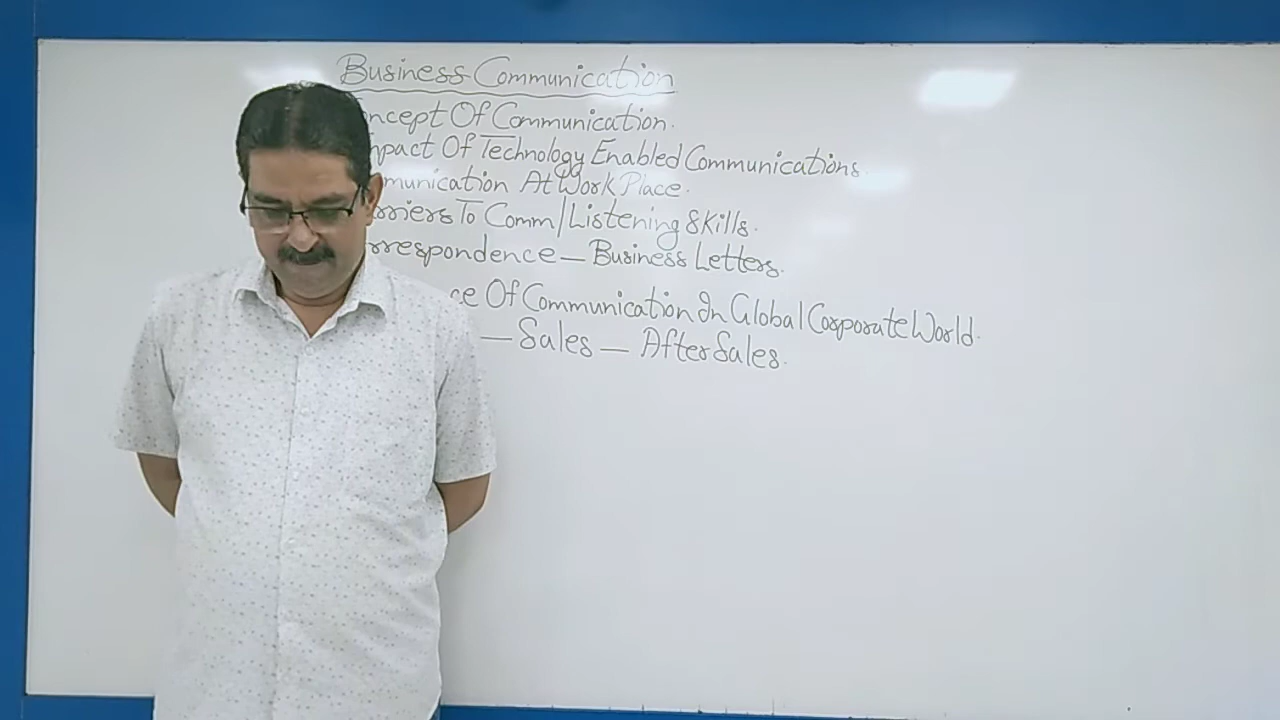 Business Communication
ncept Of Communication.
mpact Of Technology Enabled Communications.
munication At Work Place.
rriers To Comm/Listening Skills.
rrespondence — Business Letters.
ce Of Communication In Global Corporate World.
— Sales — After Sales.